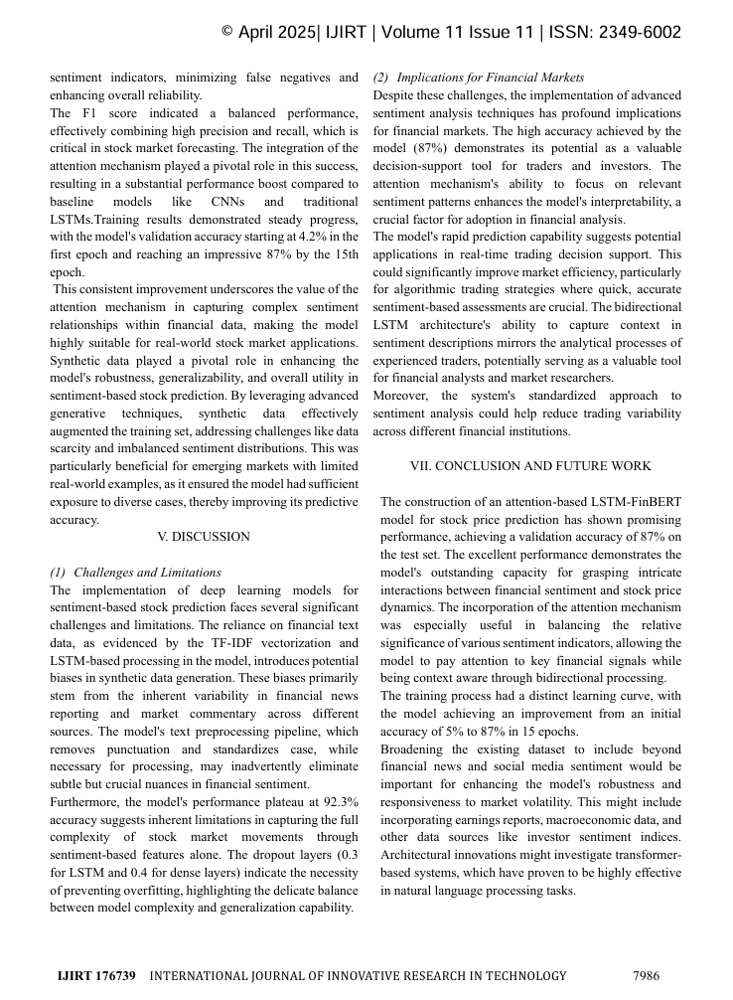 © April 2025| IJIRT | Volume 11 Issue 11 | ISSN: 2349-6002
sentiment indicators, minimizing false negatives and
enhancing overall reliability.
The F1 score indicated a balanced performance,
effectively combining high precision and recall, which is
critical in stock market forecasting. The integration of the
attention mechanism played a pivotal role in this success,
resulting in a substantial performance boost compared to
baseline models like CNNs and traditional
LSTMs.Training results demonstrated steady progress,
with the model's validation accuracy starting at 4.2% in the
first epoch and reaching an impressive 87% by the 15th
epoch.
This consistent improvement underscores the value of the
attention mechanism in capturing complex sentiment
relationships within financial data, making the model
highly suitable for real-world stock market applications.
Synthetic data played a pivotal role in enhancing the
model's robustness, generalizability, and overall utility in
sentiment-based stock prediction. By leveraging advanced
generative techniques, synthetic data effectively
augmented the training set, addressing challenges like data
scarcity and imbalanced sentiment distributions. This was
particularly beneficial for emerging markets with limited
real-world examples, as it ensured the model had sufficient
exposure to diverse cases, thereby improving its predictive
accuracy.
V. DISCUSSION
(1) Challenges and Limitations
The implementation of deep learning models for
sentiment-based stock prediction faces several significant
challenges and limitations. The reliance on financial text
data, as evidenced by the TF-IDF vectorization and
LSTM-based processing in the model, introduces potential
biases in synthetic data generation. These biases primarily
stem from the inherent variability in financial news
reporting and market commentary across different
sources. The model's text preprocessing pipeline, which
removes punctuation and standardizes case, while
necessary for processing, may inadvertently eliminate
subtle but crucial nuances in financial sentiment.
Furthermore, the model's performance plateau at 92.3%
accuracy suggests inherent limitations in capturing the full
complexity of stock market movements through
sentiment-based features alone. The dropout layers (0.3
for LSTM and 0.4 for dense layers) indicate the necessity
of preventing overfitting, highlighting the delicate balance
between model complexity and generalization capability.
(2) Implications for Financial Markets
Despite these challenges, the implementation of advanced
sentiment analysis techniques has profound implications
for financial markets. The high accuracy achieved by the
model (87%) demonstrates its potential as a valuable
decision-support tool for traders and investors. The
attention mechanism's ability to focus on relevant
sentiment patterns enhances the model's interpretability, a
crucial factor for adoption in financial analysis.
The model's rapid prediction capability suggests potential
applications in real-time trading decision support. This
could significantly improve market efficiency, particularly
for algorithmic trading strategies where quick, accurate
sentiment-based assessments are crucial. The bidirectional
LSTM architecture's ability to capture context in
sentiment descriptions mirrors the analytical processes of
experienced traders, potentially serving as a valuable tool
for financial analysts and market researchers.
Moreover, the system's standardized approach to
sentiment analysis could help reduce trading variability
across different financial institutions.
VII. CONCLUSION AND FUTURE WORK
The construction of an attention-based LSTM-FinBERT
model for stock price prediction has shown promising
performance, achieving a validation accuracy of 87% on
the test set. The excellent performance demonstrates the
model's outstanding capacity for grasping intricate
interactions between financial sentiment and stock price
dynamics. The incorporation of the attention mechanism
was especially useful in balancing the relative
significance of various sentiment indicators, allowing the
model to pay attention to key financial signals while
being context aware through bidirectional processing.
The training process had a distinct learning curve, with
the model achieving an improvement from an initial
accuracy of 5% to 87% in 15 epochs.
Broadening the existing dataset to include beyond
financial news and social media sentiment would be
important for enhancing the model's robustness and
responsiveness to market volatility. This might include
incorporating earnings reports, macroeconomic data, and
other data sources like investor sentiment indices.
Architectural innovations might investigate transformer-
based systems, which have proven to be highly effective
in natural language processing tasks.
IJIRT 176739 INTERNATIONAL JOURNAL OF INNOVATIVE RESEARCH IN TECHNOLOGY 7986